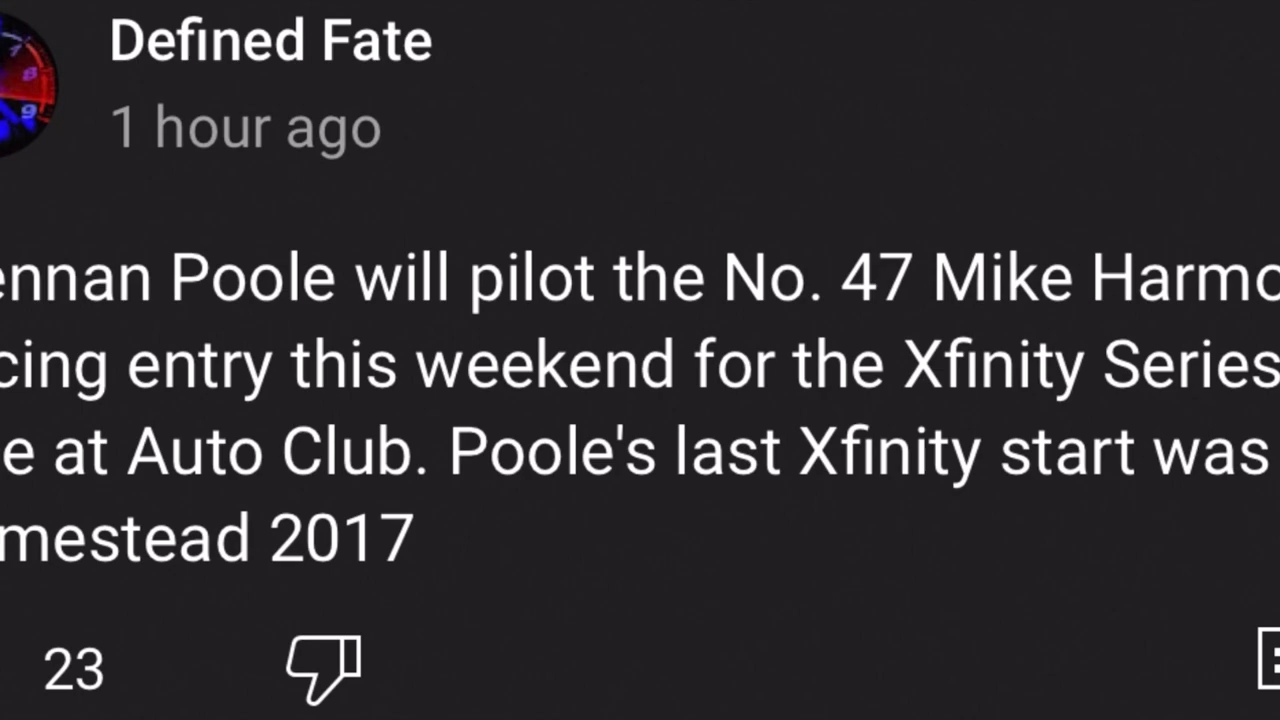 Defined Fate
1 hour ago
ennan Poole will pilot the No. 47 Mike Harmo
cing entry this weekend for the Xfinity Series
e at Auto Club. Poole's last Xfinity start was
mestead 2017
23